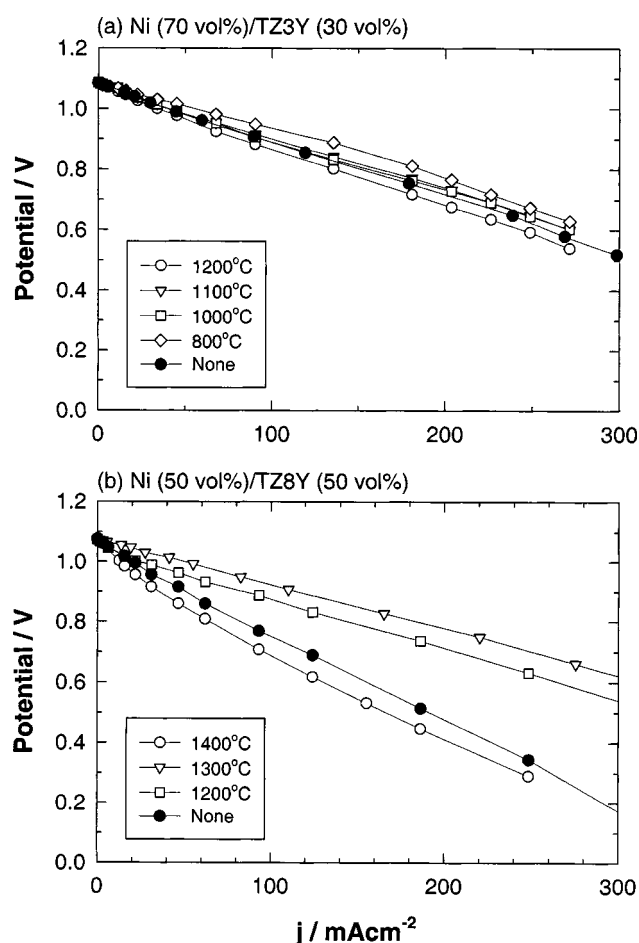 (a) Ni (70 vol%)/TZ3Y (30 vol%)
1.2
1.0
0.8
0.6
0.4
0.2
0.0
Potential / V
1200°C
1100°C
1000°C
800°C
None
0
100
200
300
(b) Ni (50 vol%)/TZ8Y (50 vol%)
1.2
1.0
0.8
0.6
0.4
0.2
0.0
Potential / V
1400°C
1300°C
1200°C
None
0
100
200
300
j / mAcm⁻²